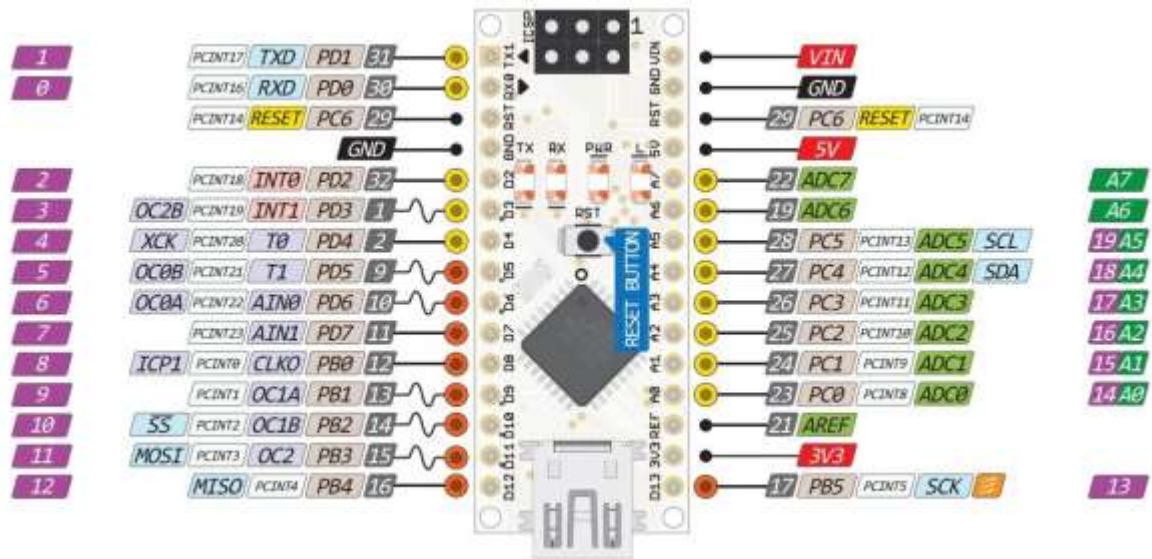 ICSP 1
1 PCINT17 TXD PD1 31 TX1 VIN VIN
0 PCINT16 RXD PD0 30 RX0 GND GND
PCINT14 RESET PC6 29 RST RST 29 PC6 RESET PCINT14
GND GND 5V 5V
TX RX PWR L
2 PCINT18 INT0 PD2 32 D2 A7 22 ADC7 A7
3 OC2B PCINT19 INT1 PD3 1 D3 A6 19 ADC6 A6
RST
4 XCK PCINT20 T0 PD4 2 D4 A5 28 PC5 PCINT13 ADC5 SCL 19 A5
5 OC0B PCINT21 T1 PD5 9 D5 A4 27 PC4 PCINT12 ADC4 SDA 18 A4
RESET BUTTON
6 OC0A PCINT22 AIN0 PD6 10 D6 A3 26 PC3 PCINT11 ADC3 17 A3
7 PCINT23 AIN1 PD7 11 D7 A2 25 PC2 PCINT10 ADC2 16 A2
8 ICP1 PCINT0 CLKO PB0 12 D8 A1 24 PC1 PCINT9 ADC1 15 A1
9 PCINT1 OC1A PB1 13 D9 A0 23 PC0 PCINT8 ADC0 14 A0
10 SS PCINT2 OC1B PB2 14 D10 REF 21 AREF
11 MOSI PCINT3 OC2 PB3 15 D11 3V3 3V3
12 MISO PCINT4 PB4 16 D12 D13 17 PB5 PCINT5 SCK 13